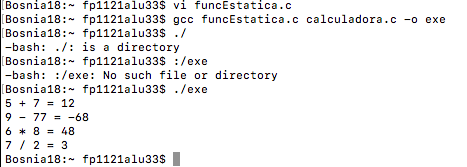 [Bosnia18:~ fp1121alu33$ vi funcEstatica.c
[Bosnia18:~ fp1121alu33$ gcc funcEstatica.c calculadora.c -o exe
[Bosnia18:~ fp1121alu33$ ./
-bash: ./: is a directory
[Bosnia18:~ fp1121alu33$ :/exe
-bash: :/exe: No such file or directory
[Bosnia18:~ fp1121alu33$ ./exe
5 + 7 = 12
9 - 77 = -68
6 * 8 = 48
7 / 2 = 3
Bosnia18:~ fp1121alu33$